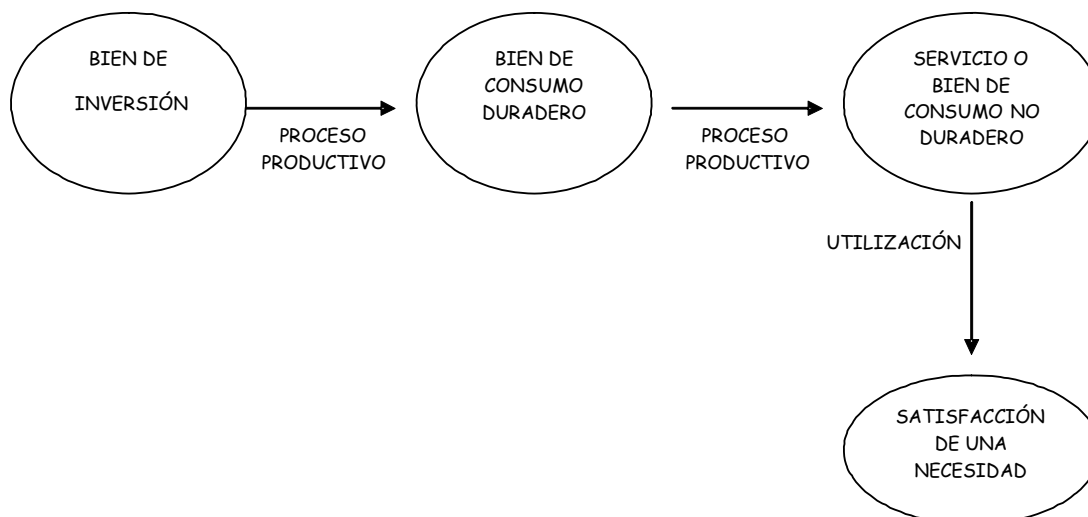 BIEN DE
INVERSIÓN
PROCESO
PRODUCTIVO
BIEN DE
CONSUMO
DURADERO
PROCESO
PRODUCTIVO
SERVICIO O
BIEN DE
CONSUMO NO
DURADERO
UTILIZACIÓN
SATISFACCIÓN
DE UNA
NECESIDAD